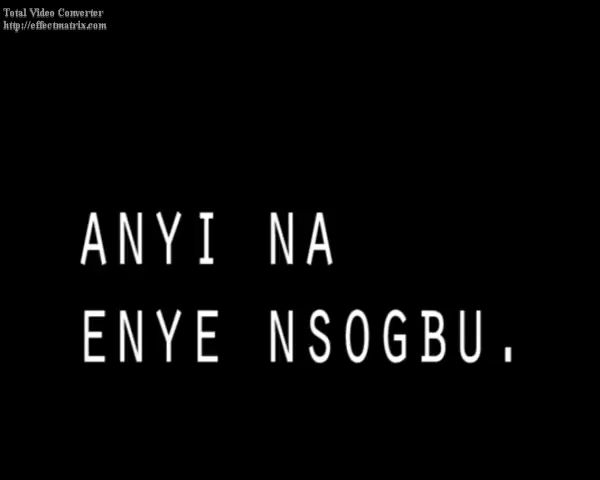 Total Video Converter
http://effectmatrix.com
ANYI NA
ENYE NSOGBU.